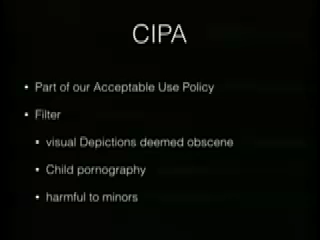 CIPA
• Part of our Acceptable Use Policy
• Filter
• visual Depictions deemed obscene
• Child pornography
• harmful to minors